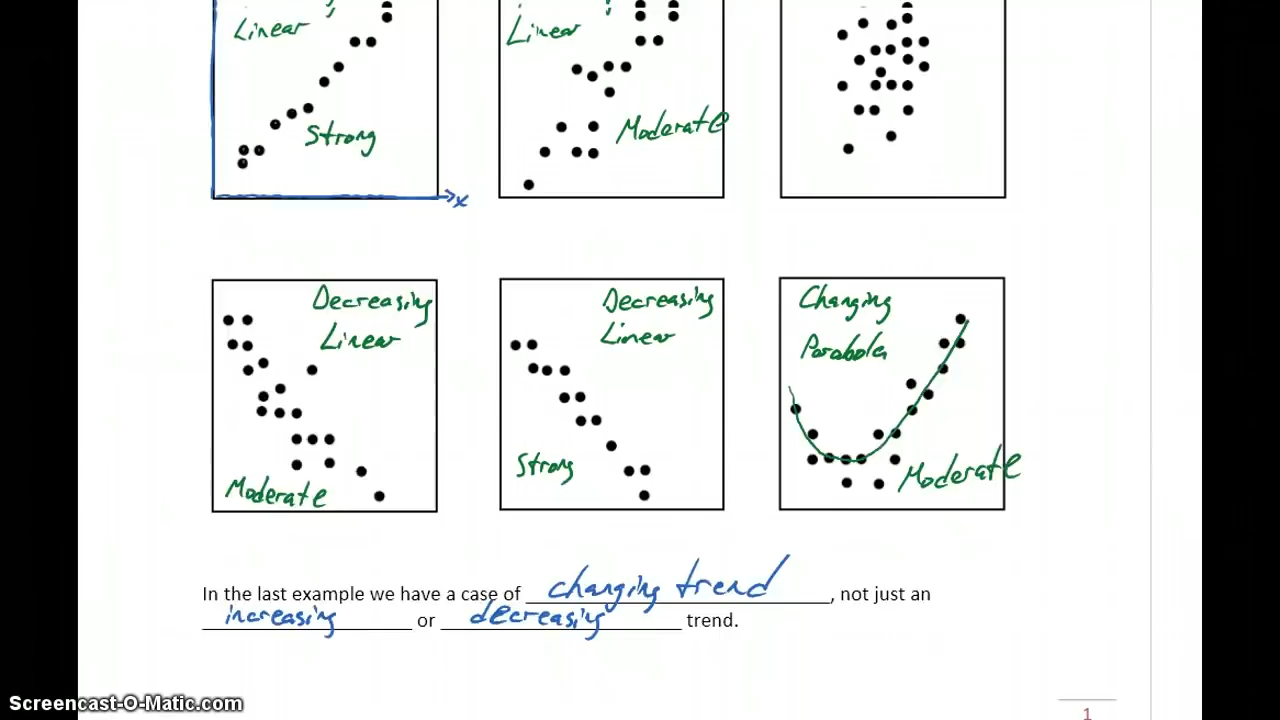 Linear
Strong
x
Linear
Moderate
Decreasing
Linear
Moderate
Decreasing
Linear
Strong
Changing
Parabola
Moderate
In the last example we have a case of changing trend, not just an
increasing or decreasing trend.
Screencast-O-Matic.com
1